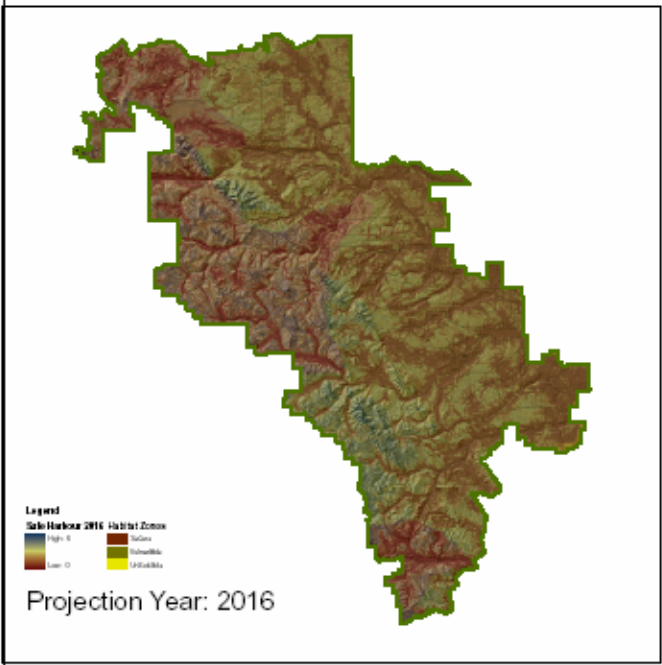 Legend
Safe Harbour 2016 Habitat Zones
High: 6
Low: 0
Vulnerable
Projection Year: 2016